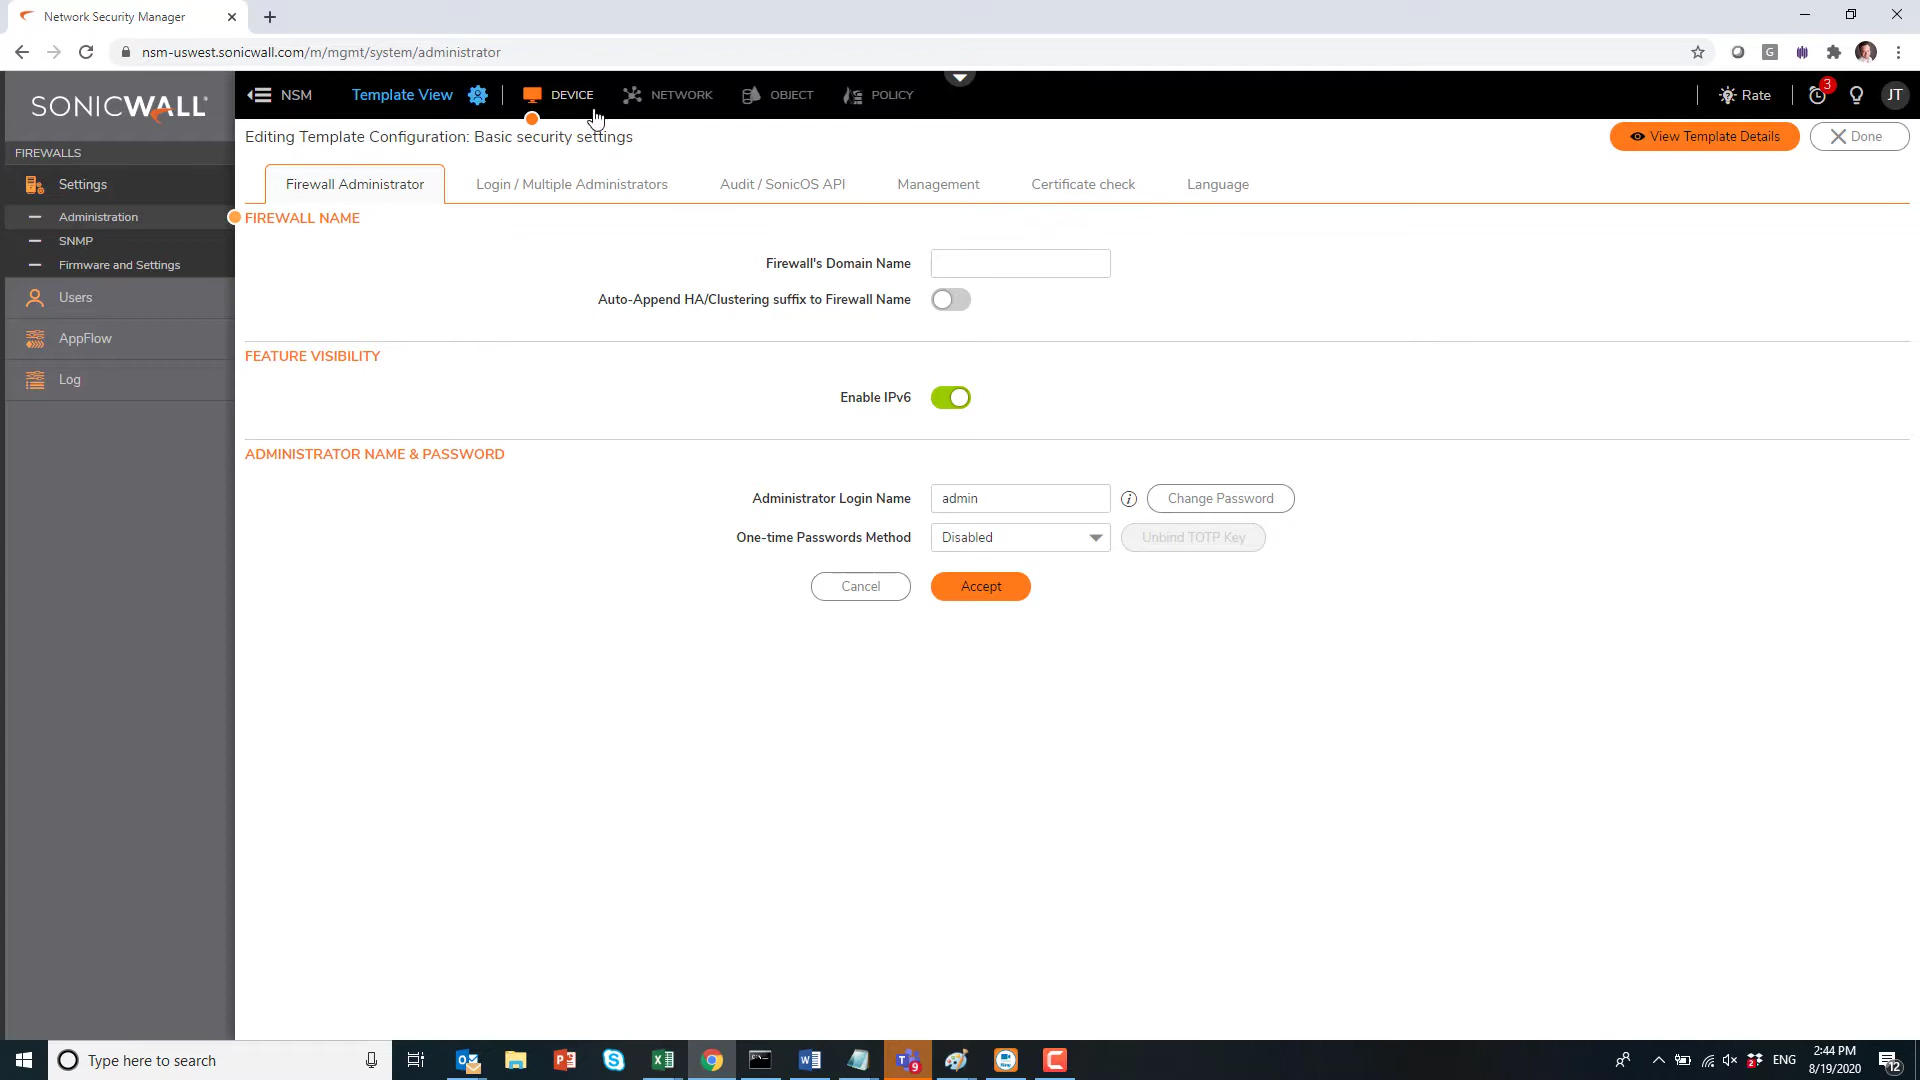 Network Security Manager
nsm-uswest.sonicwall.com/m/mgmt/system/administrator
G
SONICWALL
NSM
Template View
DEVICE
NETWORK
OBJECT
POLICY
Rate
3
JT
Editing Template Configuration: Basic security settings
View Template Details
Done
FIREWALLS
Settings
Administration
SNMP
Firmware and Settings
Users
AppFlow
Log
Firewall Administrator
Login / Multiple Administrators
Audit / SonicOS API
Management
Certificate check
Language
FIREWALL NAME
Firewall's Domain Name
Auto-Append HA/Clustering suffix to Firewall Name
FEATURE VISIBILITY
Enable IPv6
ADMINISTRATOR NAME & PASSWORD
Administrator Login Name
admin
Change Password
One-time Passwords Method
Disabled
Unbind TOTP Key
Cancel
Accept
Type here to search
9
ENG
2:44 PM
8/19/2020
12